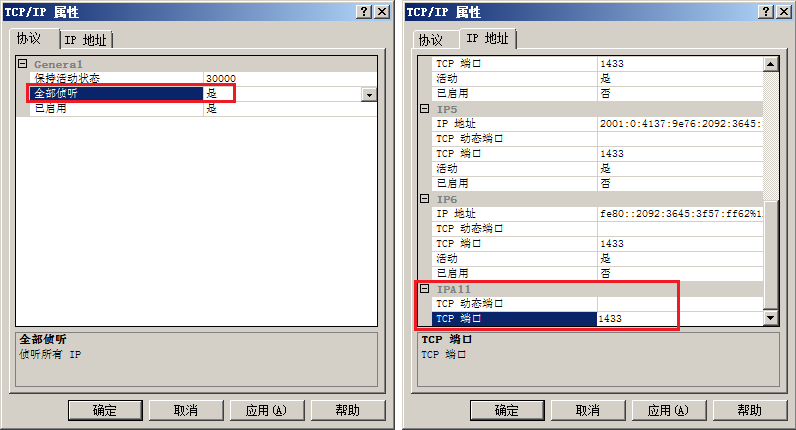 TCP/IP 属性
协议
IP 地址
General
保持活动状态 30000
全部侦听 是
已启用 是
全部侦听
侦听所有 IP
确定
取消
应用(A)
帮助
TCP/IP 属性
协议
IP 地址
TCP 端口 1433
活动 是
已启用 否
IP5
IP 地址 2001:0:4137:9e76:2092:3645:
TCP 动态端口
TCP 端口 1433
活动 是
已启用 否
IP6
IP 地址 fe80::2092:3645:3f57:ff62%1
TCP 动态端口
TCP 端口 1433
活动 是
已启用 否
IPAll
TCP 动态端口
TCP 端口 1433
TCP 端口
TCP 端口
确定
取消
应用(A)
帮助